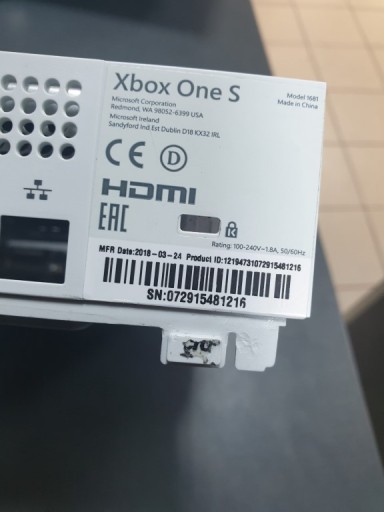 Xbox One S
Model 1681
Made in China
Microsoft Corporation
Redmond, WA 98052-6399 USA
Microsoft Ireland
Sandyford Ind.Est Dublin D18 KX32 IRL
CE D
HDMI
EAC
Rating: 100-240V~1.8A, 50/60Hz
MFR Date:2018-03-24 Product ID:12194731072915481216
SN:072915481216